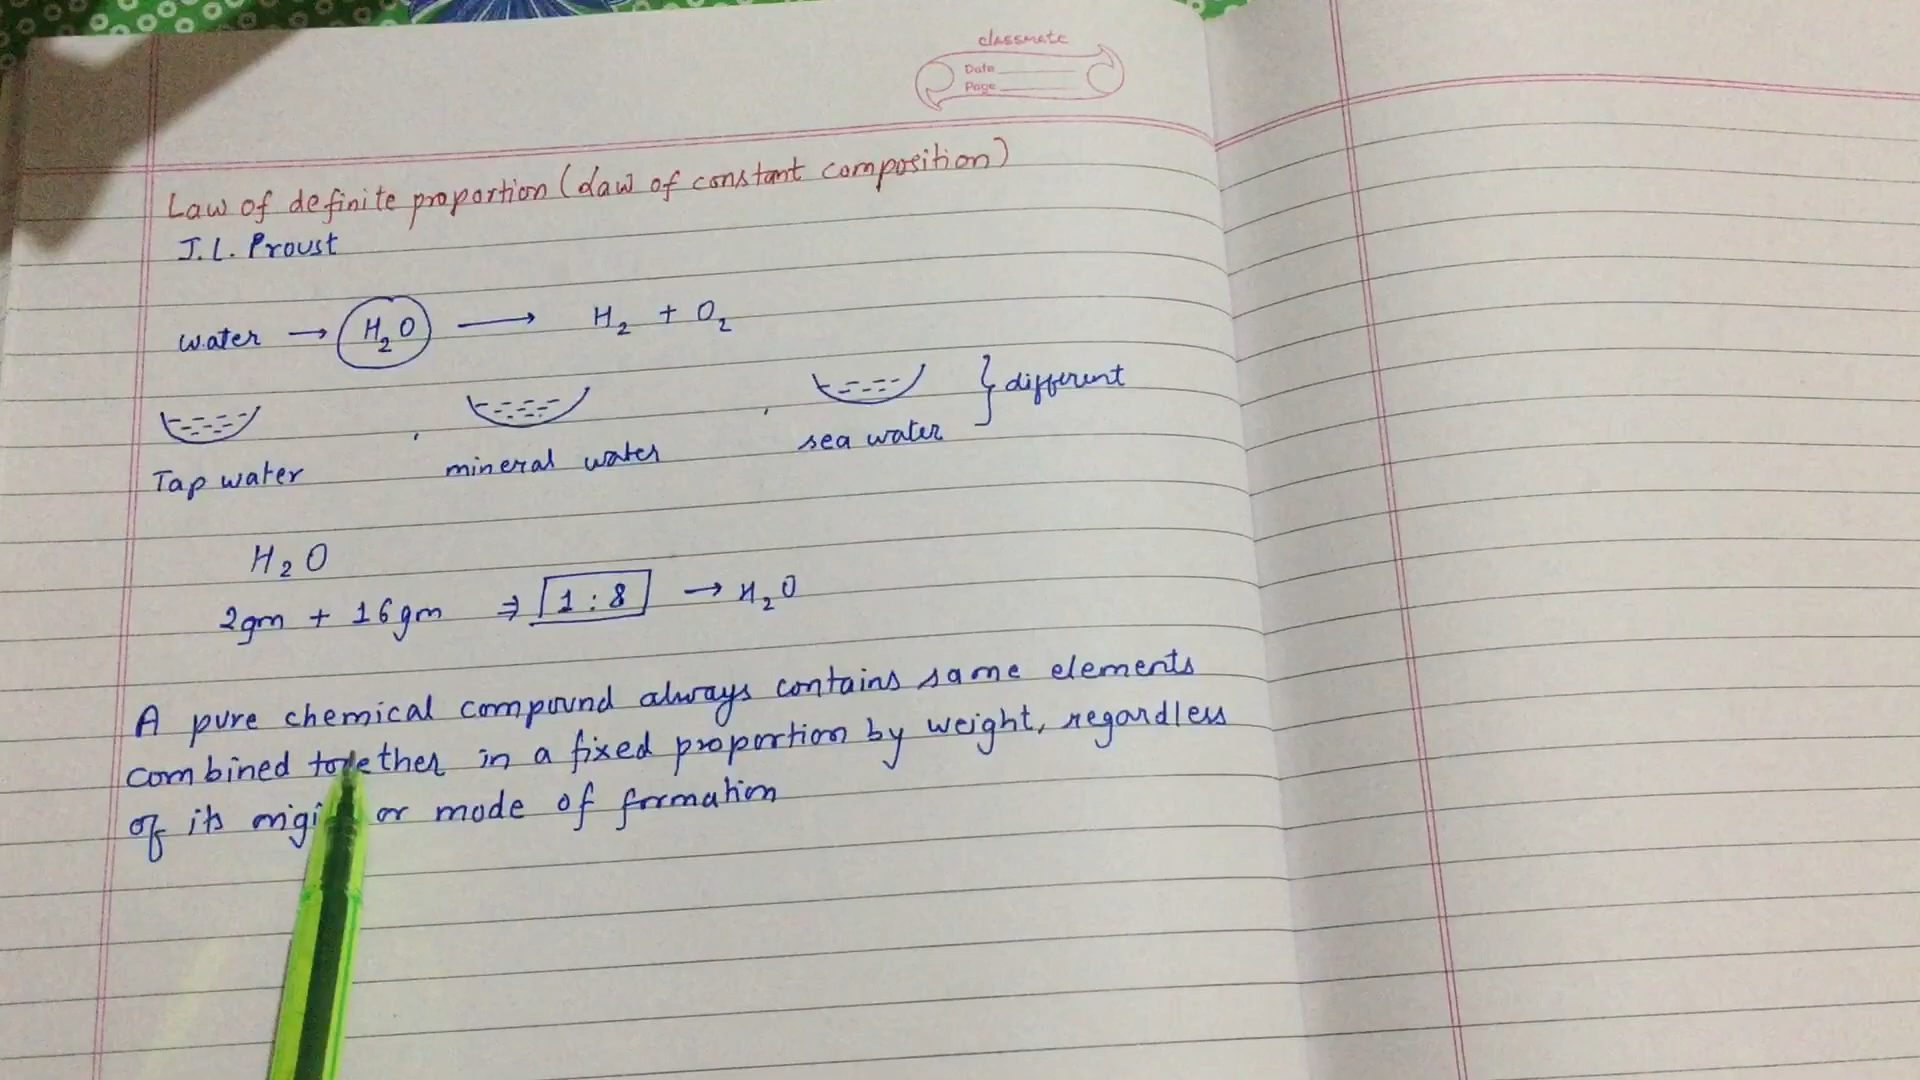 classmate
Date
Page
Law of definite proportion (Law of constant composition)
J.L. Proust
water → H₂O → H₂ + O₂
} different
Tap water , mineral water , sea water
H₂O
2gm + 16gm ⇒ 1 : 8 → H₂O
A pure chemical compound always contains same elements
combined together in a fixed proportion by weight, regardless
of its origin or mode of formation